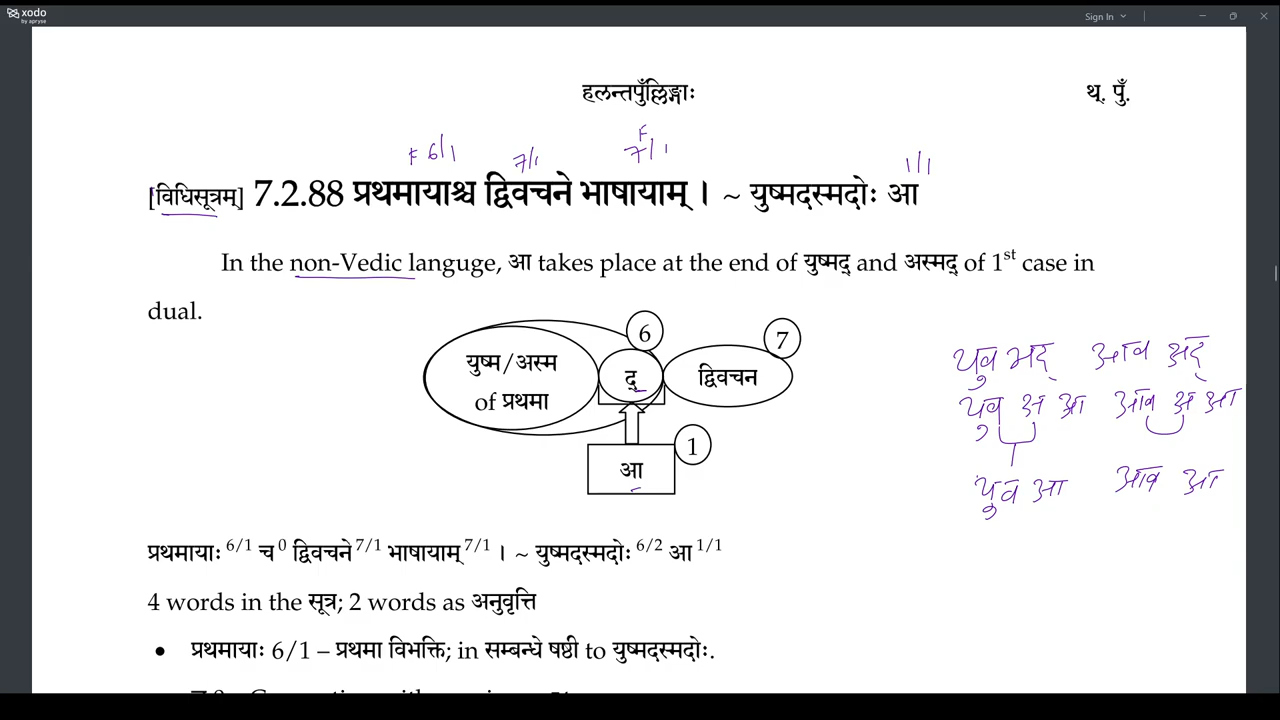 xodo
by apryse
Sign In
हलन्तपुँल्लिङ्गाः थ्. पुँ.
F 6/1 7/1 F 7/1 1/1
[विधिसूत्रम्] 7.2.88 प्रथमायाश्च द्विवचने भाषायाम् । ~ युष्मदस्मदोः आ
In the non-Vedic languge, आ takes place at the end of युष्मद् and अस्मद् of 1st case in
dual.
6
7
युष्म/अस्म
of प्रथमा
द्
द्विवचन
1
आ
युव अद् आव अद्
युव अ आ आव अ आ
युव आ आव आ
प्रथमायाः 6/1 च 0 द्विवचने 7/1 भाषायाम् 7/1 । ~ युष्मदस्मदोः 6/2 आ 1/1
4 words in the सूत्र; 2 words as अनुवृत्ति
• प्रथमायाः 6/1 – प्रथमा विभक्ति; in सम्बन्धे षष्ठी to युष्मदस्मदोः.